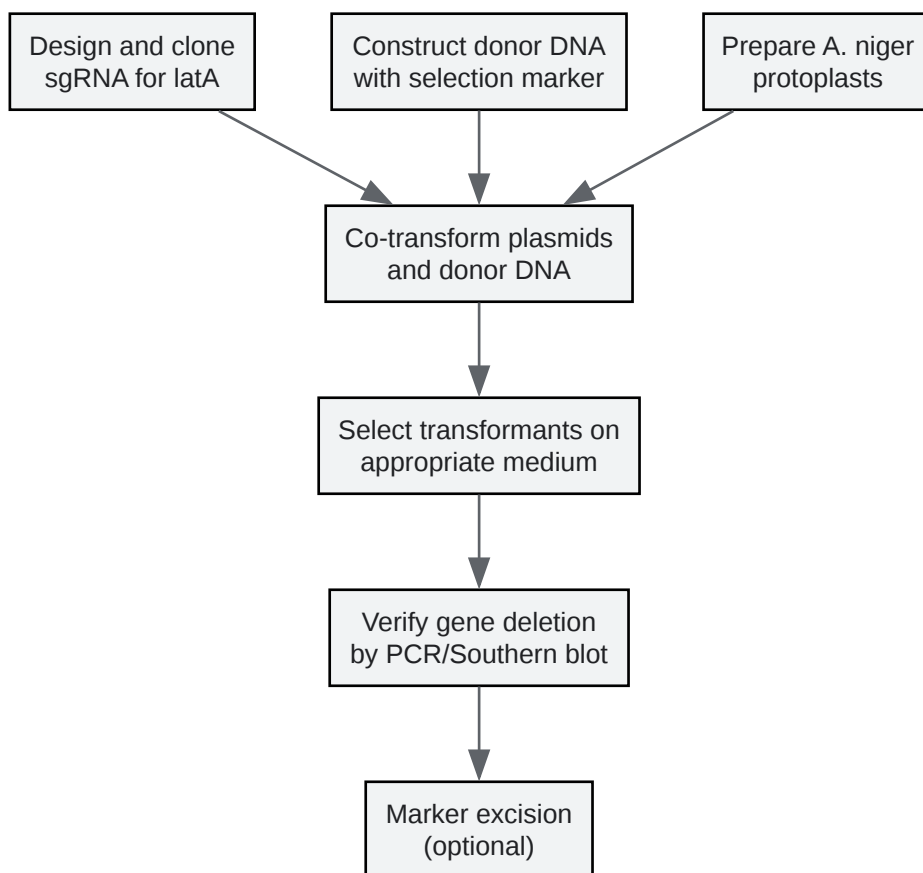 Design and clone
sgRNA for latA
Construct donor DNA
with selection marker
Prepare A. niger
protoplasts
Co-transform plasmids
and donor DNA
Select transformants on
appropriate medium
Verify gene deletion
by PCR/Southern blot
Marker excision
(optional)